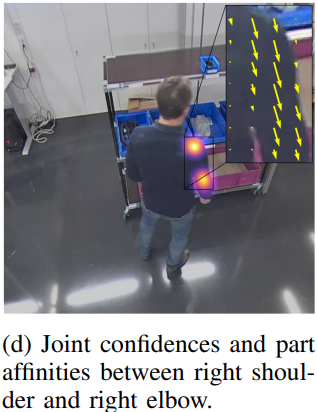 (d) Joint confidences and part
affinities between right shoul-
der and right elbow.